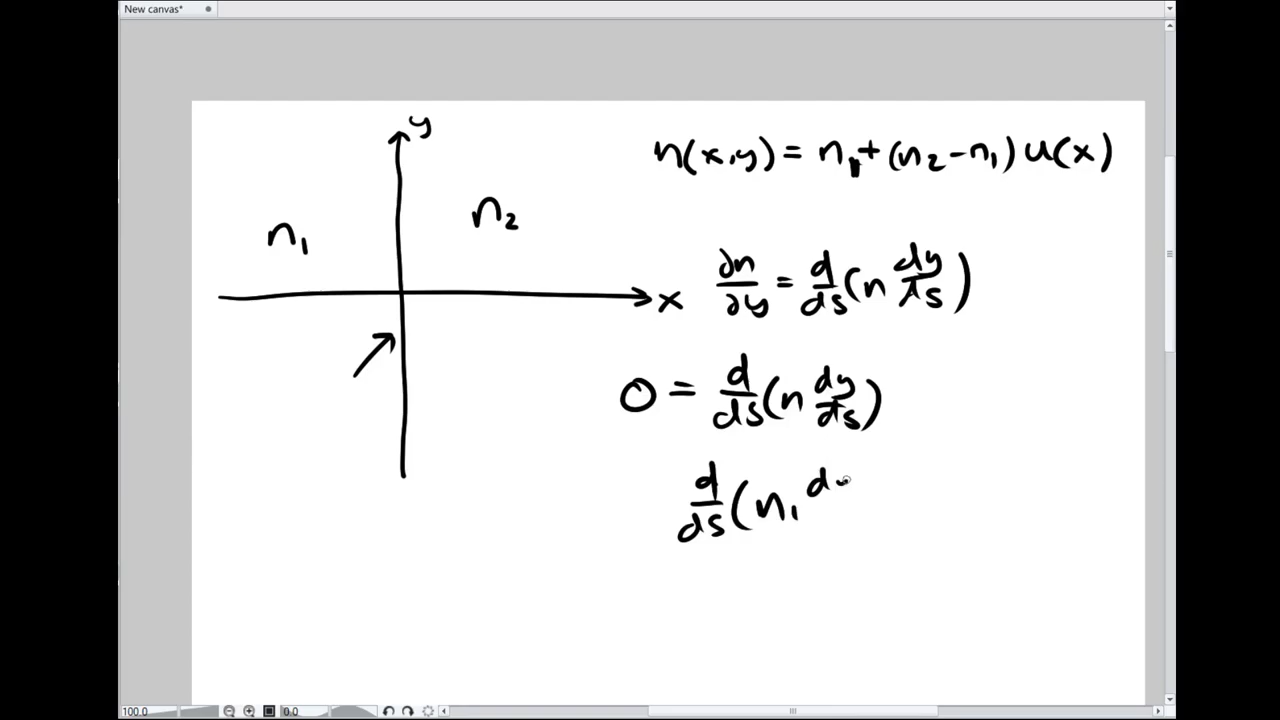 New canvas*
y
n(x,y) = n₁ + (n₂ - n₁) u(x)
n₁
n₂
x
∂n/∂y = d/ds (n dy/ds)
0 = d/ds (n dy/ds)
d/ds (n₁ d
100.0
0.0